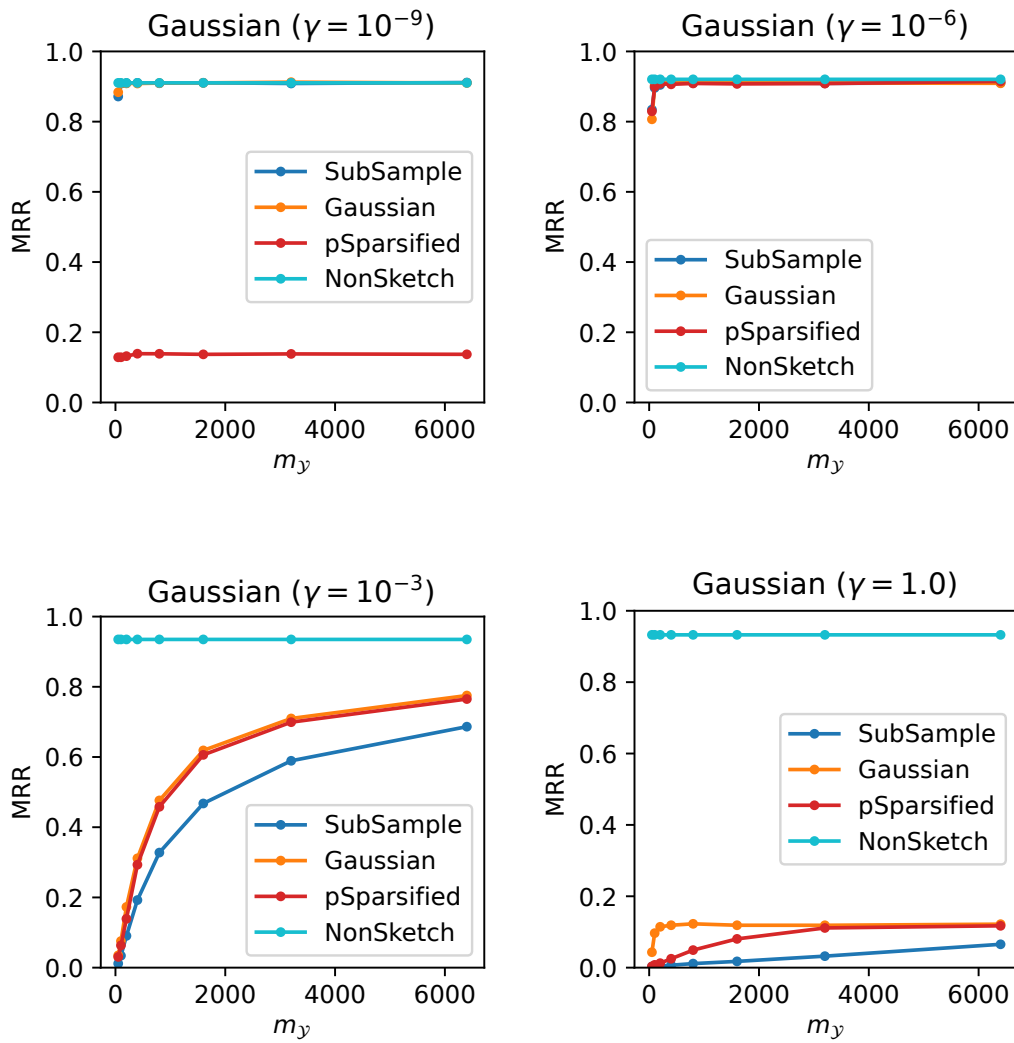 Gaussian (γ = 10⁻⁹)
MRR
1.0
0.8
0.6
0.4
0.2
0.0
SubSample
Gaussian
pSparsified
NonSketch
0 2000 4000 6000
m𝒴
Gaussian (γ = 10⁻⁶)
MRR
1.0
0.8
0.6
0.4
0.2
0.0
SubSample
Gaussian
pSparsified
NonSketch
0 2000 4000 6000
m𝒴
Gaussian (γ = 10⁻³)
MRR
1.0
0.8
0.6
0.4
0.2
0.0
SubSample
Gaussian
pSparsified
NonSketch
0 2000 4000 6000
m𝒴
Gaussian (γ = 1.0)
MRR
1.0
0.8
0.6
0.4
0.2
0.0
SubSample
Gaussian
pSparsified
NonSketch
0 2000 4000 6000
m𝒴